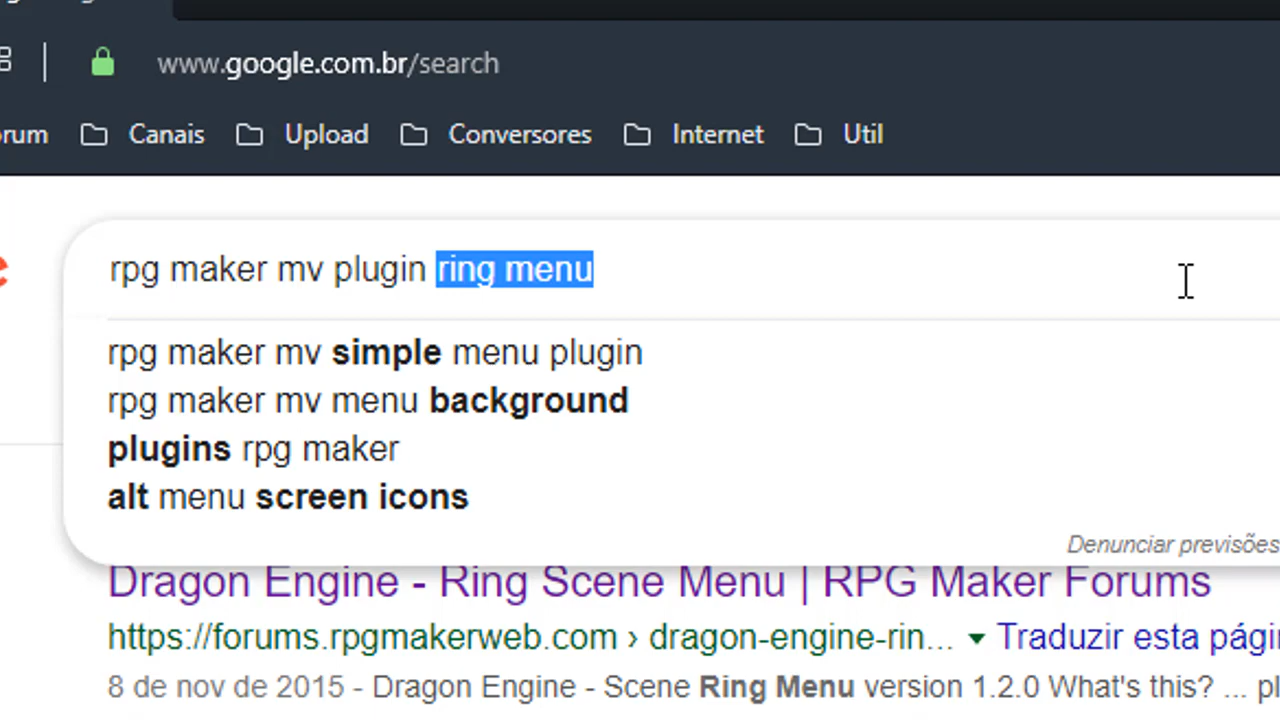 www.google.com.br/search
orum Canais Upload Conversores Internet Util
rpg maker mv plugin ring menu
rpg maker mv simple menu plugin
rpg maker mv menu background
plugins rpg maker
alt menu screen icons
Denunciar previsões
Dragon Engine - Ring Scene Menu | RPG Maker Forums
https://forums.rpgmakerweb.com › dragon-engine-rin... Traduzir esta pági
8 de nov de 2015 - Dragon Engine - Scene Ring Menu version 1.2.0 What's this? ... pl